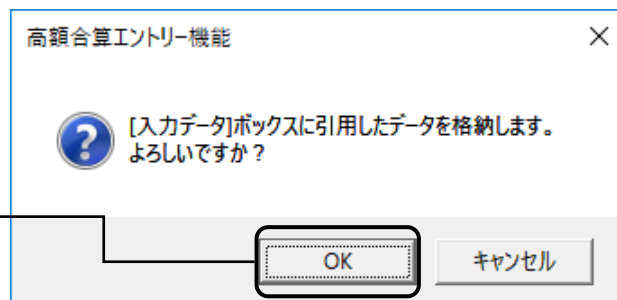 高額合算エントリー機能
[入力データ]ボックスに引用したデータを格納します。
よろしいですか？
OK
キャンセル